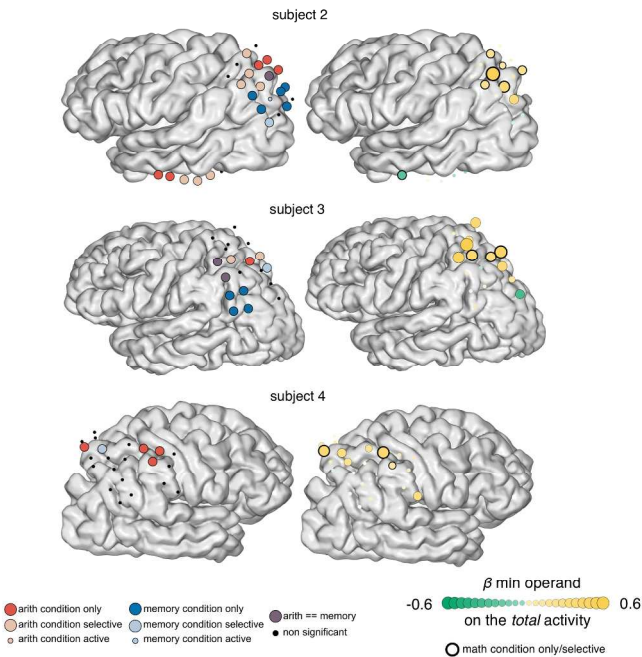 subject 2
subject 3
subject 4
arith condition only
arith condition selective
arith condition active
memory condition only
memory condition selective
memory condition active
arith == memory
non significant
β min operand
-0.6 0.6
on the total activity
math condition only/selective